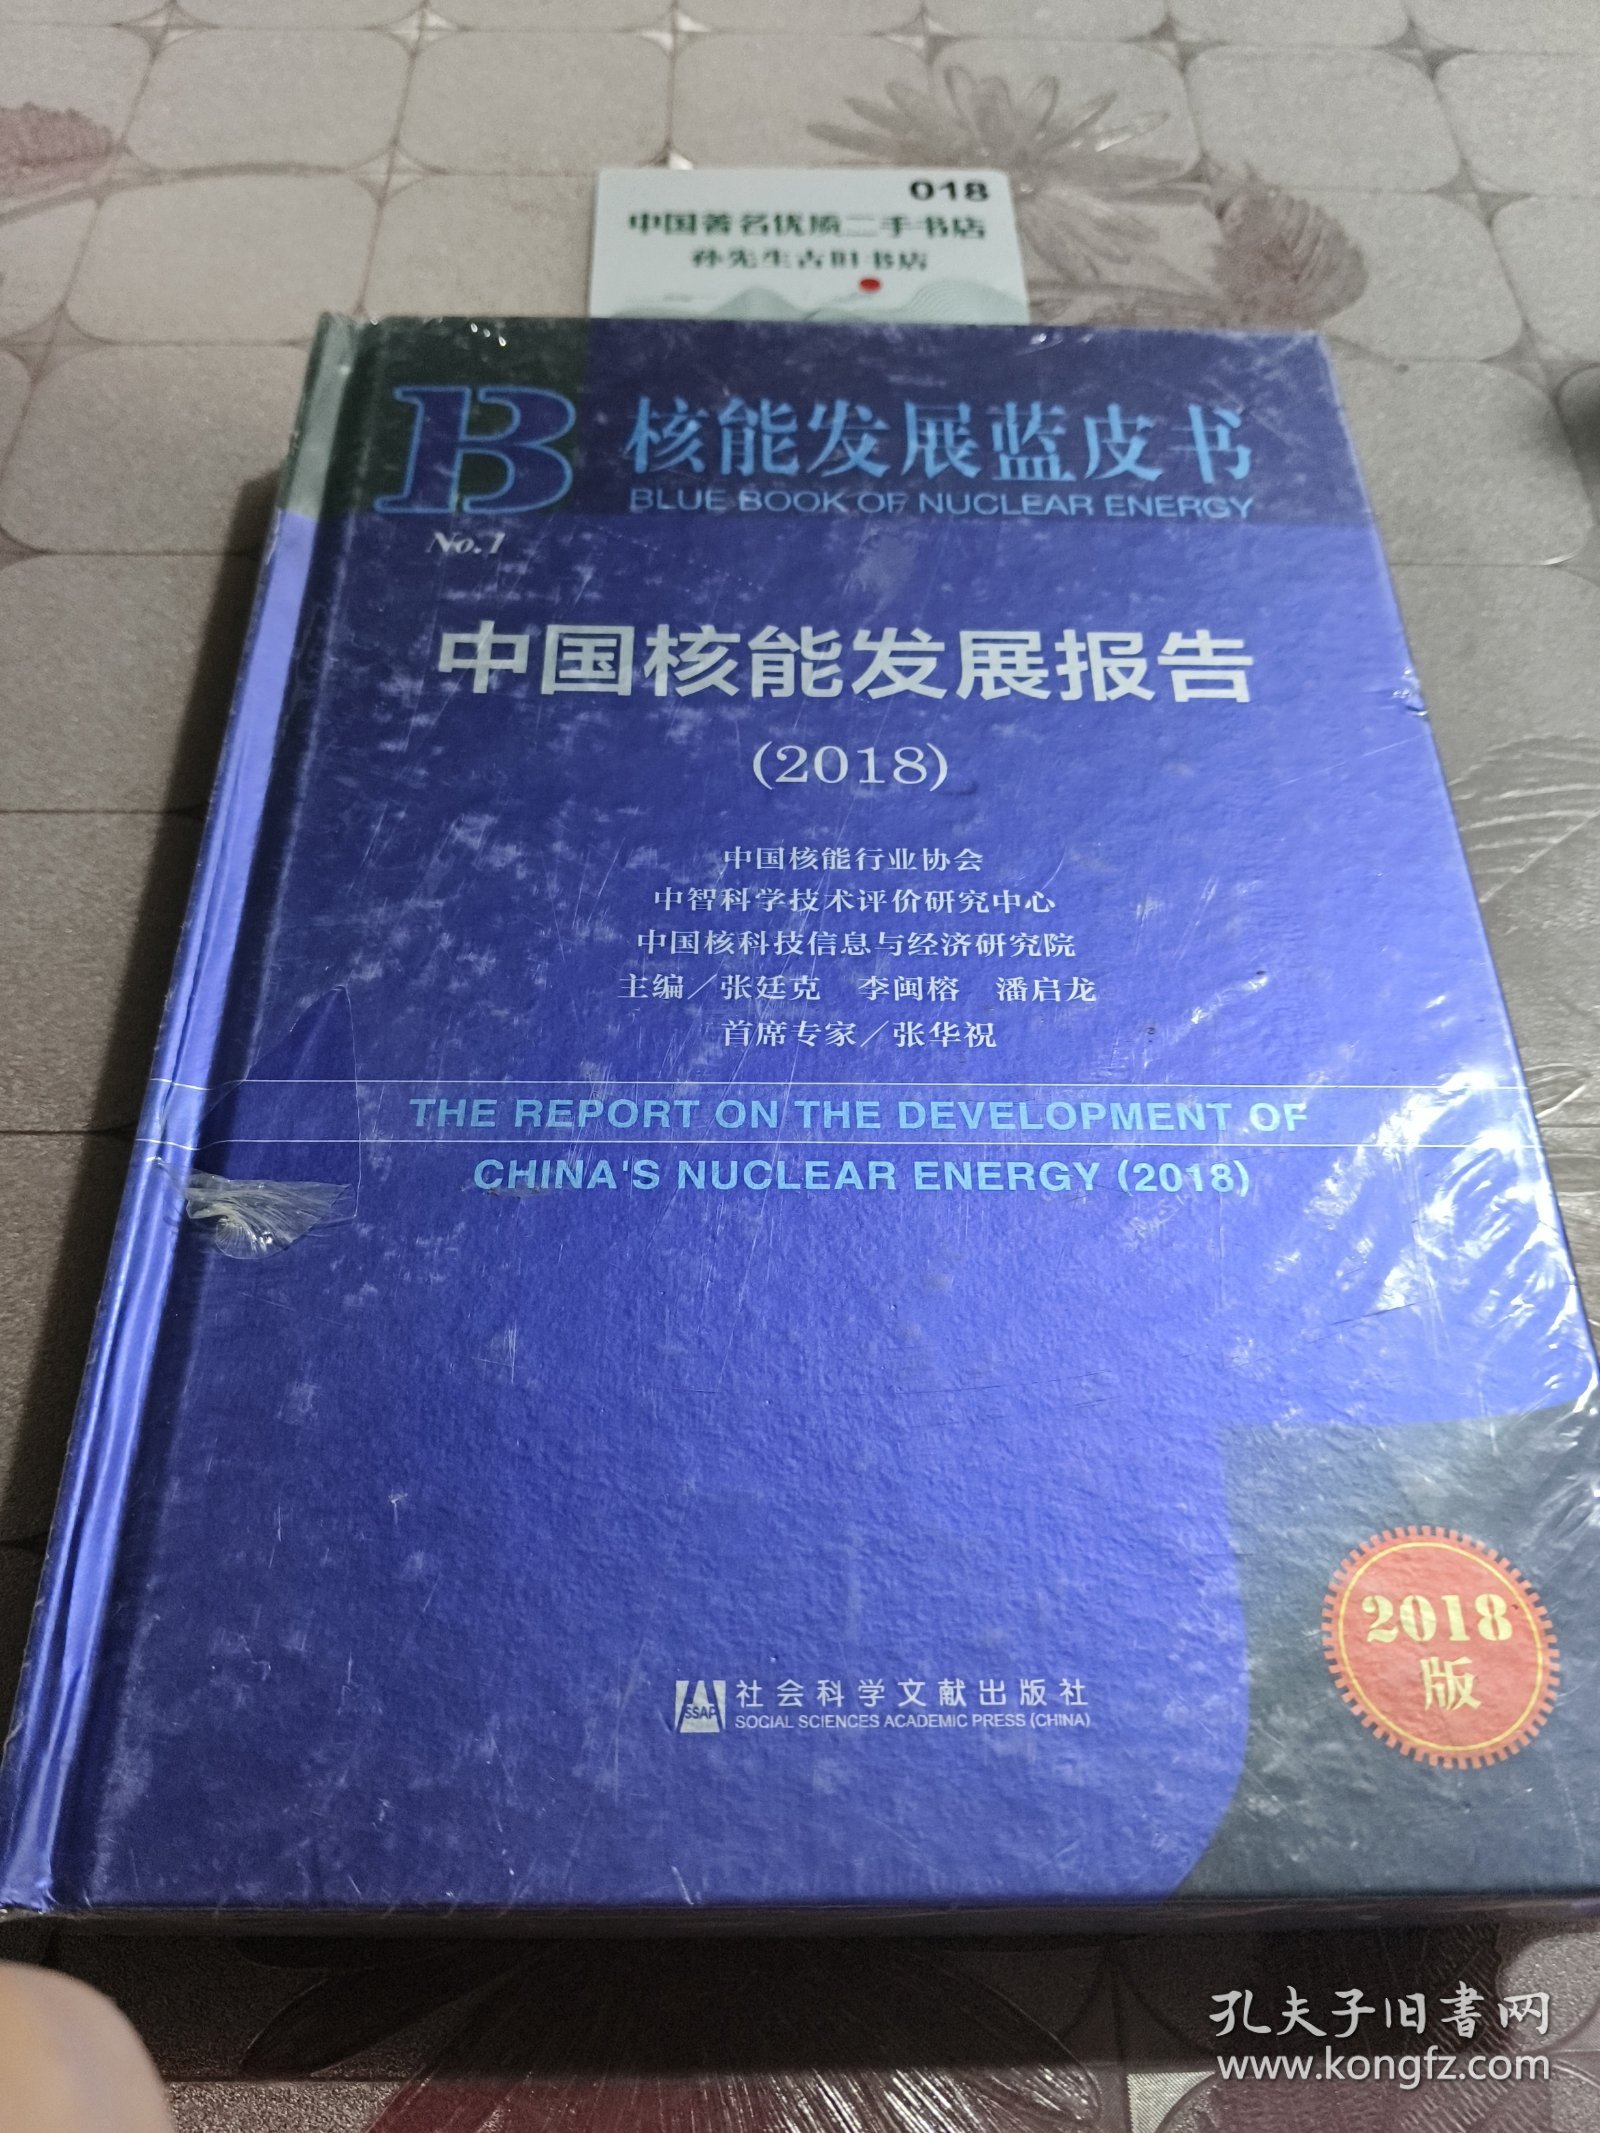 018
中国著名优质二手书店
孙先生古旧书店
B
核能发展蓝皮书
BLUE BOOK OF NUCLEAR ENERGY
No.1
中国核能发展报告
(2018)
中国核能行业协会
中智科学技术评价研究中心
中国核科技信息与经济研究院
主编／张廷克 李闽榕 潘启龙
首席专家／张华祝
THE REPORT ON THE DEVELOPMENT OF
CHINA'S NUCLEAR ENERGY (2018)
2018
版
SSAP
社会科学文献出版社
SOCIAL SCIENCES ACADEMIC PRESS (CHINA)
孔夫子旧書网
www.kongfz.com